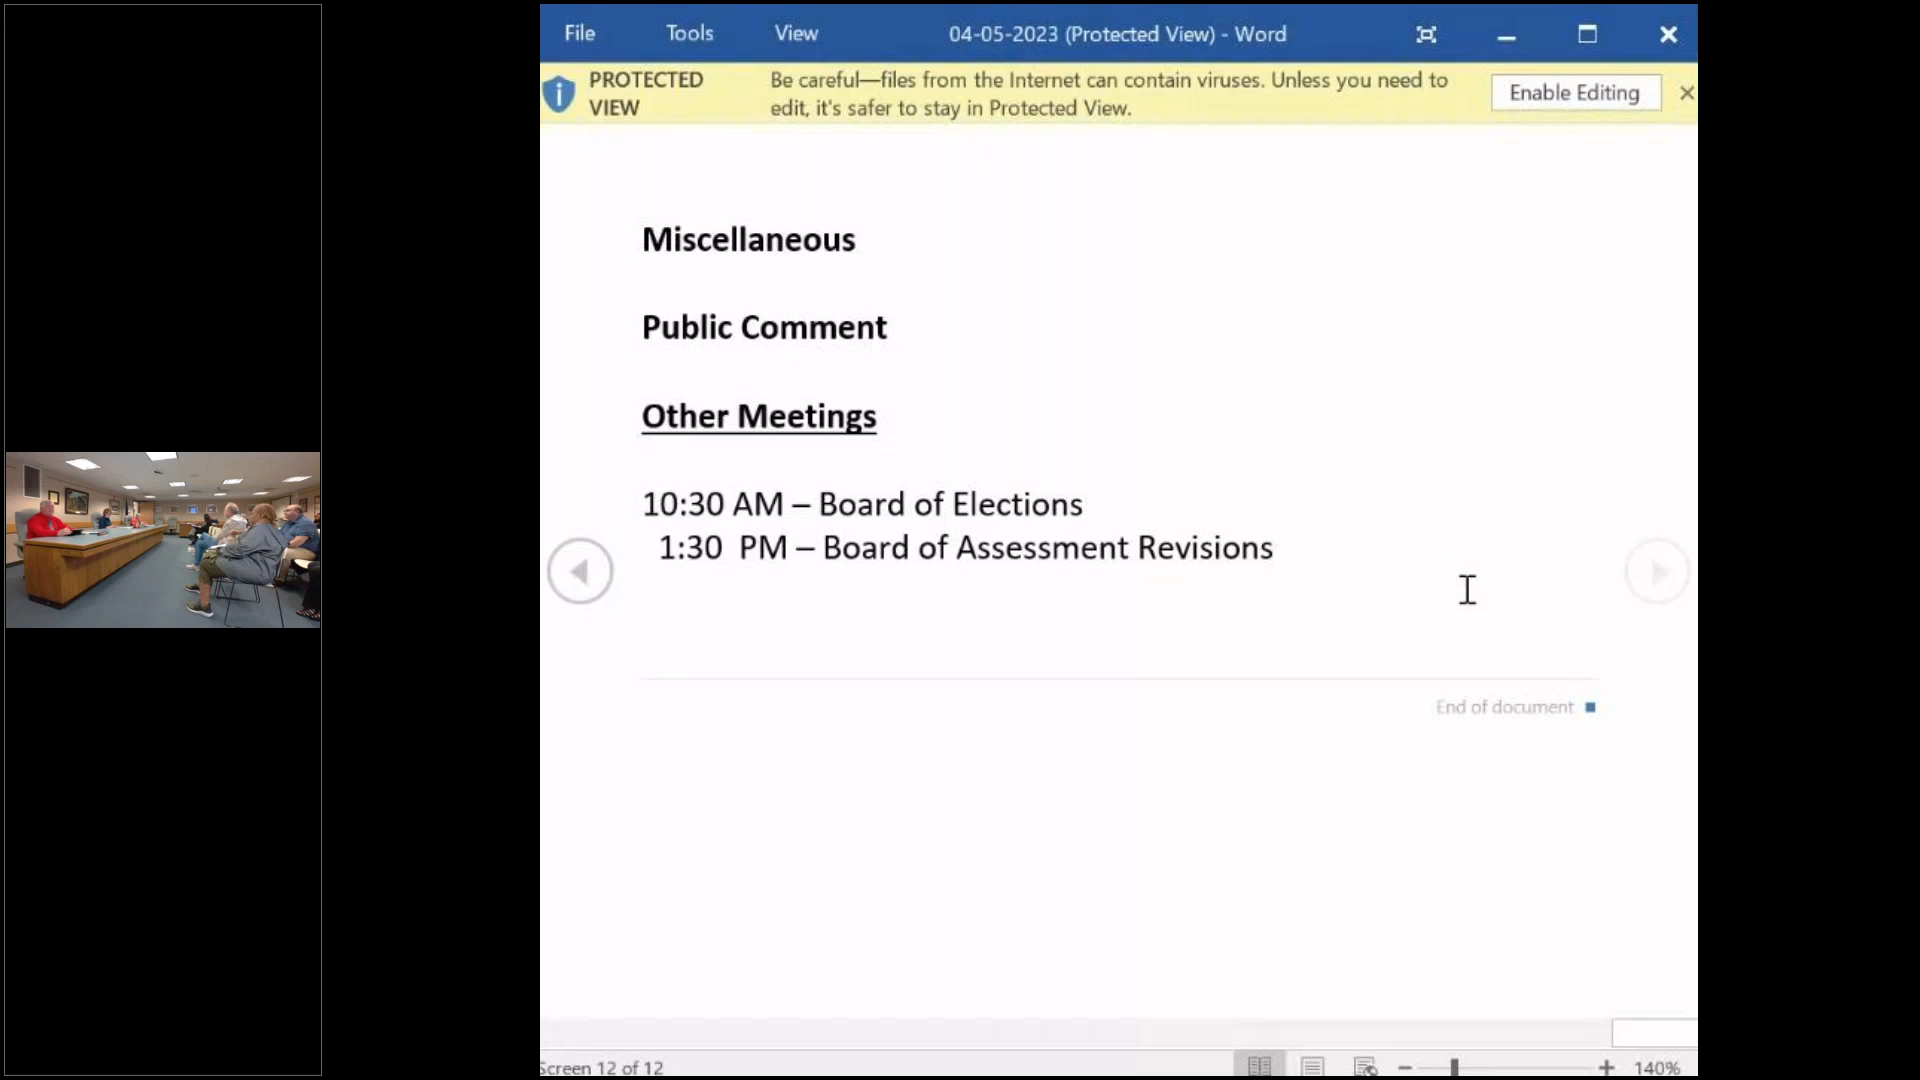 File Tools View 04-05-2023 (Protected View) - Word
PROTECTED VIEW
Be careful—files from the Internet can contain viruses. Unless you need to
edit, it's safer to stay in Protected View.
Enable Editing
Miscellaneous
Public Comment
Other Meetings
10:30 AM – Board of Elections
1:30 PM – Board of Assessment Revisions
End of document
Screen 12 of 12
140%